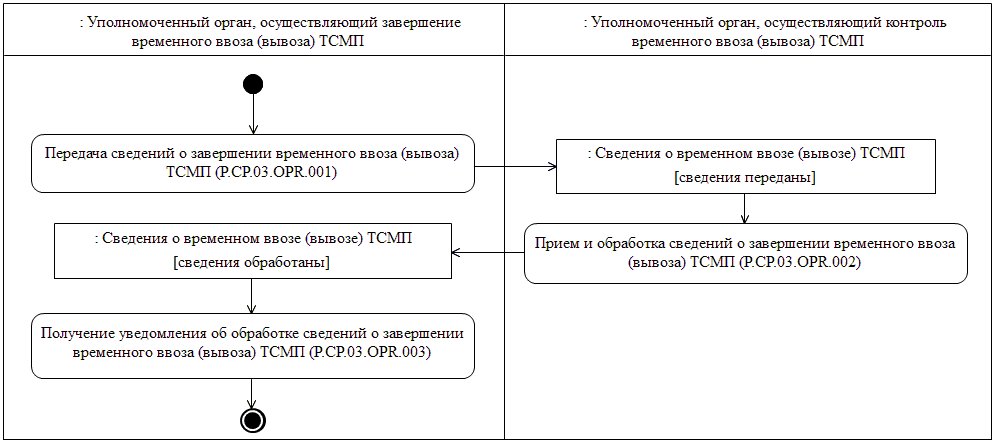 : Уполномоченный орган, осуществляющий завершение
временного ввоза (вывоза) ТСМП
: Уполномоченный орган, осуществляющий контроль
временного ввоза (вывоза) ТСМП
Передача сведений о завершении временного ввоза (вывоза)
ТСМП (P.CP.03.OPR.001)
: Сведения о временном ввозе (вывозе) ТСМП
[сведения переданы]
Прием и обработка сведений о завершении временного ввоза
(вывоза) ТСМП (P.CP.03.OPR.002)
: Сведения о временном ввозе (вывозе) ТСМП
[сведения обработаны]
Получение уведомления об обработке сведений о завершении
временного ввоза (вывоза) ТСМП (P.CP.03.OPR.003)